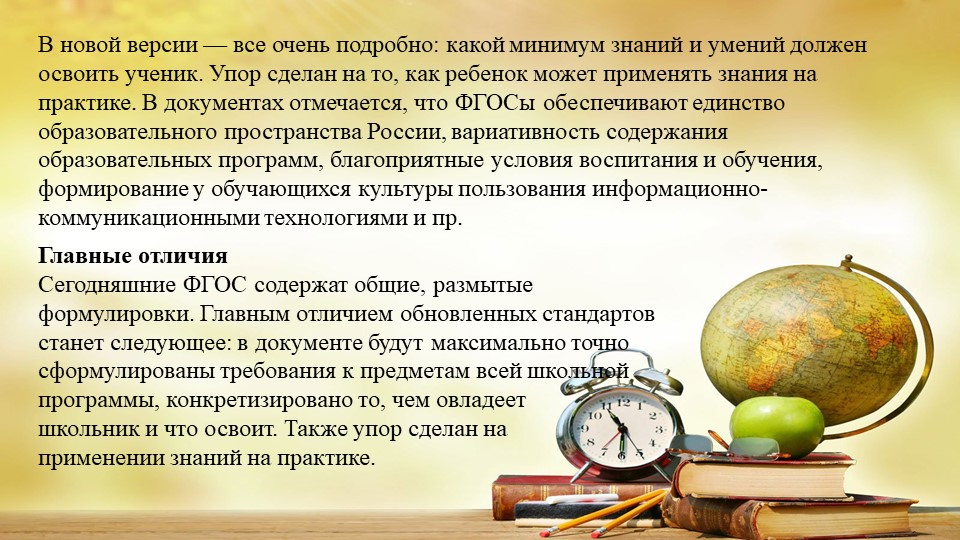 В новой версии — все очень подробно: какой минимум знаний и умений должен
освоить ученик. Упор сделан на то, как ребенок может применять знания на
практике. В документах отмечается, что ФГОСы обеспечивают единство
образовательного пространства России, вариативность содержания
образовательных программ, благоприятные условия воспитания и обучения,
формирование у обучающихся культуры пользования информационно-
коммуникационными технологиями и пр.
Главные отличия
Сегодняшние ФГОС содержат общие, размытые
формулировки. Главным отличием обновленных стандартов
станет следующее: в документе будут максимально точно
сформулированы требования к предметам всей школьной
программы, конкретизировано то, чем овладеет
школьник и что освоит. Также упор сделан на
применении знаний на практике.